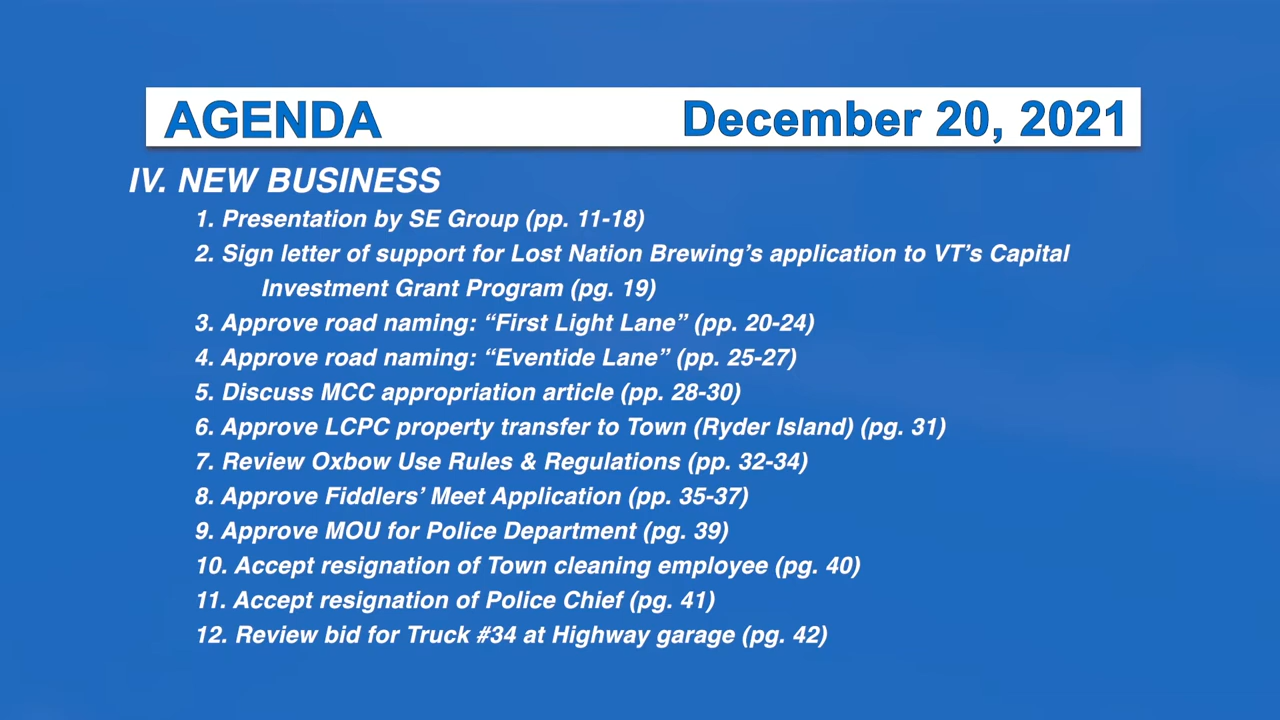 AGENDA December 20, 2021
IV. NEW BUSINESS
1. Presentation by SE Group (pp. 11-18)
2. Sign letter of support for Lost Nation Brewing’s application to VT’s Capital
Investment Grant Program (pg. 19)
3. Approve road naming: “First Light Lane” (pp. 20-24)
4. Approve road naming: “Eventide Lane” (pp. 25-27)
5. Discuss MCC appropriation article (pp. 28-30)
6. Approve LCPC property transfer to Town (Ryder Island) (pg. 31)
7. Review Oxbow Use Rules & Regulations (pp. 32-34)
8. Approve Fiddlers’ Meet Application (pp. 35-37)
9. Approve MOU for Police Department (pg. 39)
10. Accept resignation of Town cleaning employee (pg. 40)
11. Accept resignation of Police Chief (pg. 41)
12. Review bid for Truck #34 at Highway garage (pg. 42)